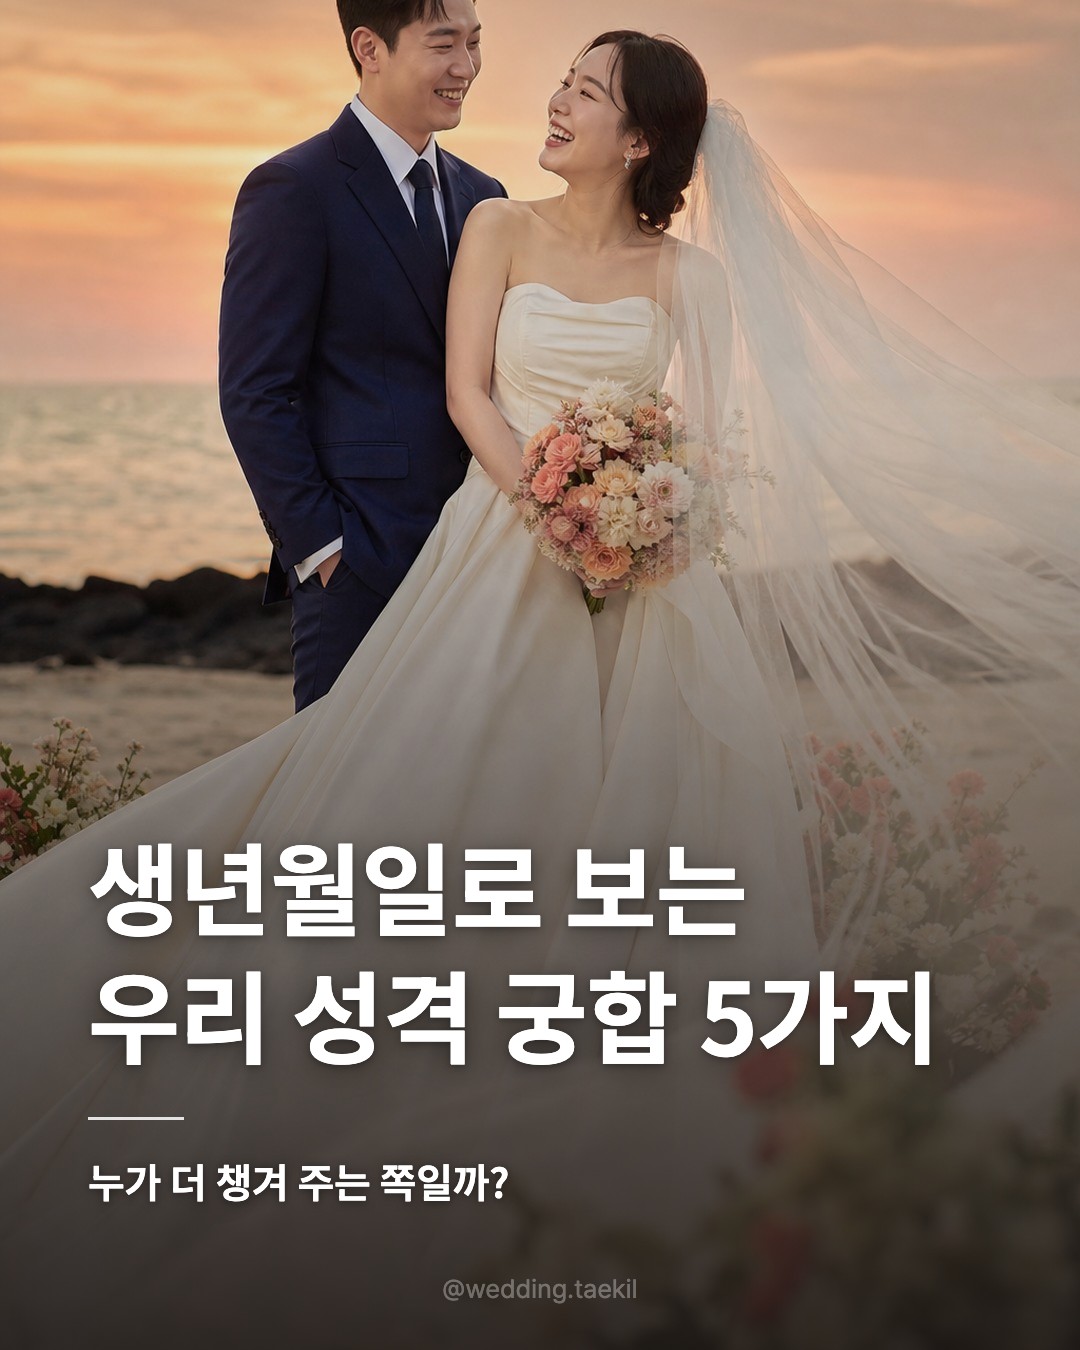 생년월일로 보는
우리 성격 궁합 5가지
누가 더 챙겨 주는 쪽일까?
@wedding.taekil